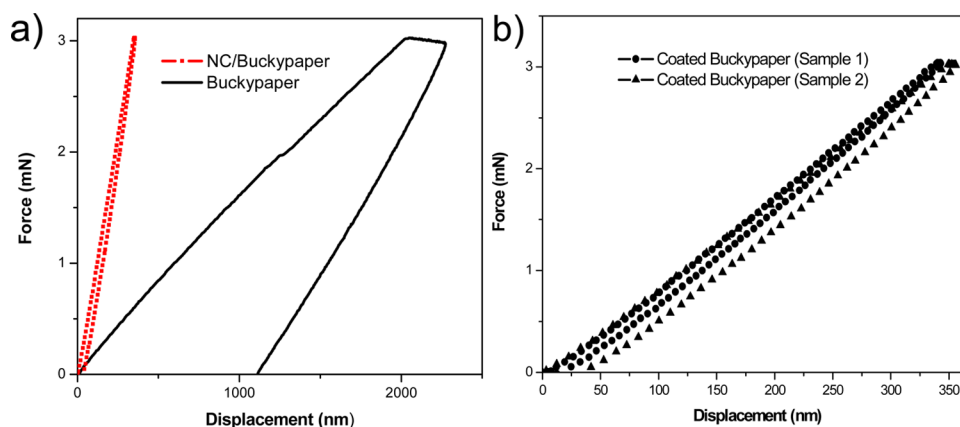 a)
NC/Buckypaper
Buckypaper
Force (mN)
3
2
1
0
0
1000
2000
Displacement (nm)
b)
Coated Buckypaper (Sample 1)
Coated Buckypaper (Sample 2)
Force (mN)
3
2
1
0
0
50
100
150
200
250
300
350
Displacement (nm)